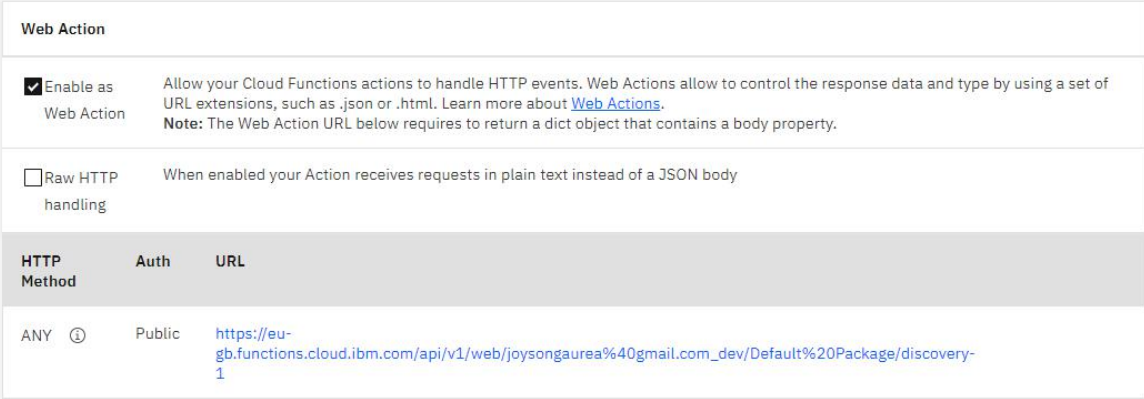 Web Action
Enable as
Web Action
Allow your Cloud Functions actions to handle HTTP events. Web Actions allow to control the response data and type by using a set of
URL extensions, such as .json or .html. Learn more about Web Actions.
Note: The Web Action URL below requires to return a dict object that contains a body property.
Raw HTTP
handling
When enabled your Action receives requests in plain text instead of a JSON body
HTTP
Method
Auth
URL
ANY
Public
https://eu-
gb.functions.cloud.ibm.com/api/v1/web/joysongaurea%40gmail.com_dev/Default%20Package/discovery-
1